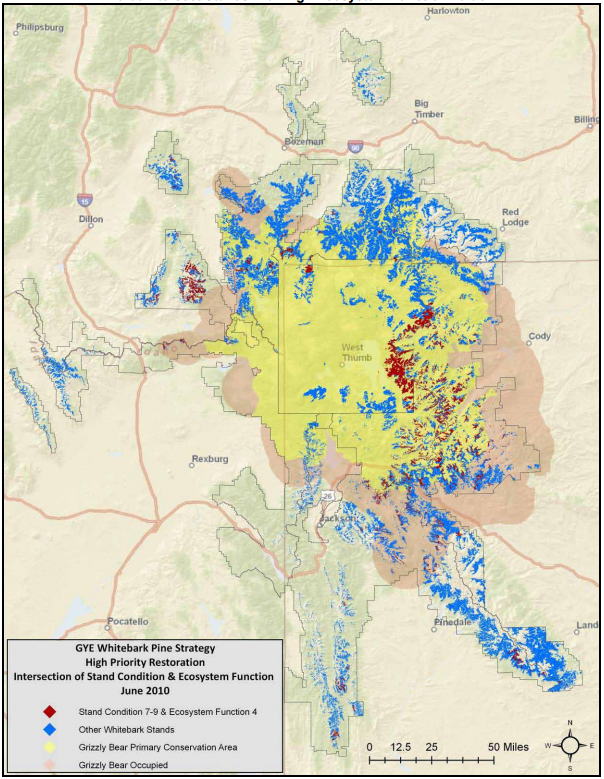 Harlowton
Philipsburg
Big
Timber
Billing
Bozeman
90
15
Dillon
Red
Lodge
Cody
West
Thumb
Idaho
Rexburg
26
Jackson
Pocatello
Pinedale
Land
GYE Whitebark Pine Strategy
High Priority Restoration
Intersection of Stand Condition & Ecosystem Function
June 2010
Stand Condition 7-9 & Ecosystem Function 4
Other Whitebark Stands
Grizzly Bear Primary Conservation Area
Grizzly Bear Occupied
0 12.5 25 50 Miles
N
W E
S